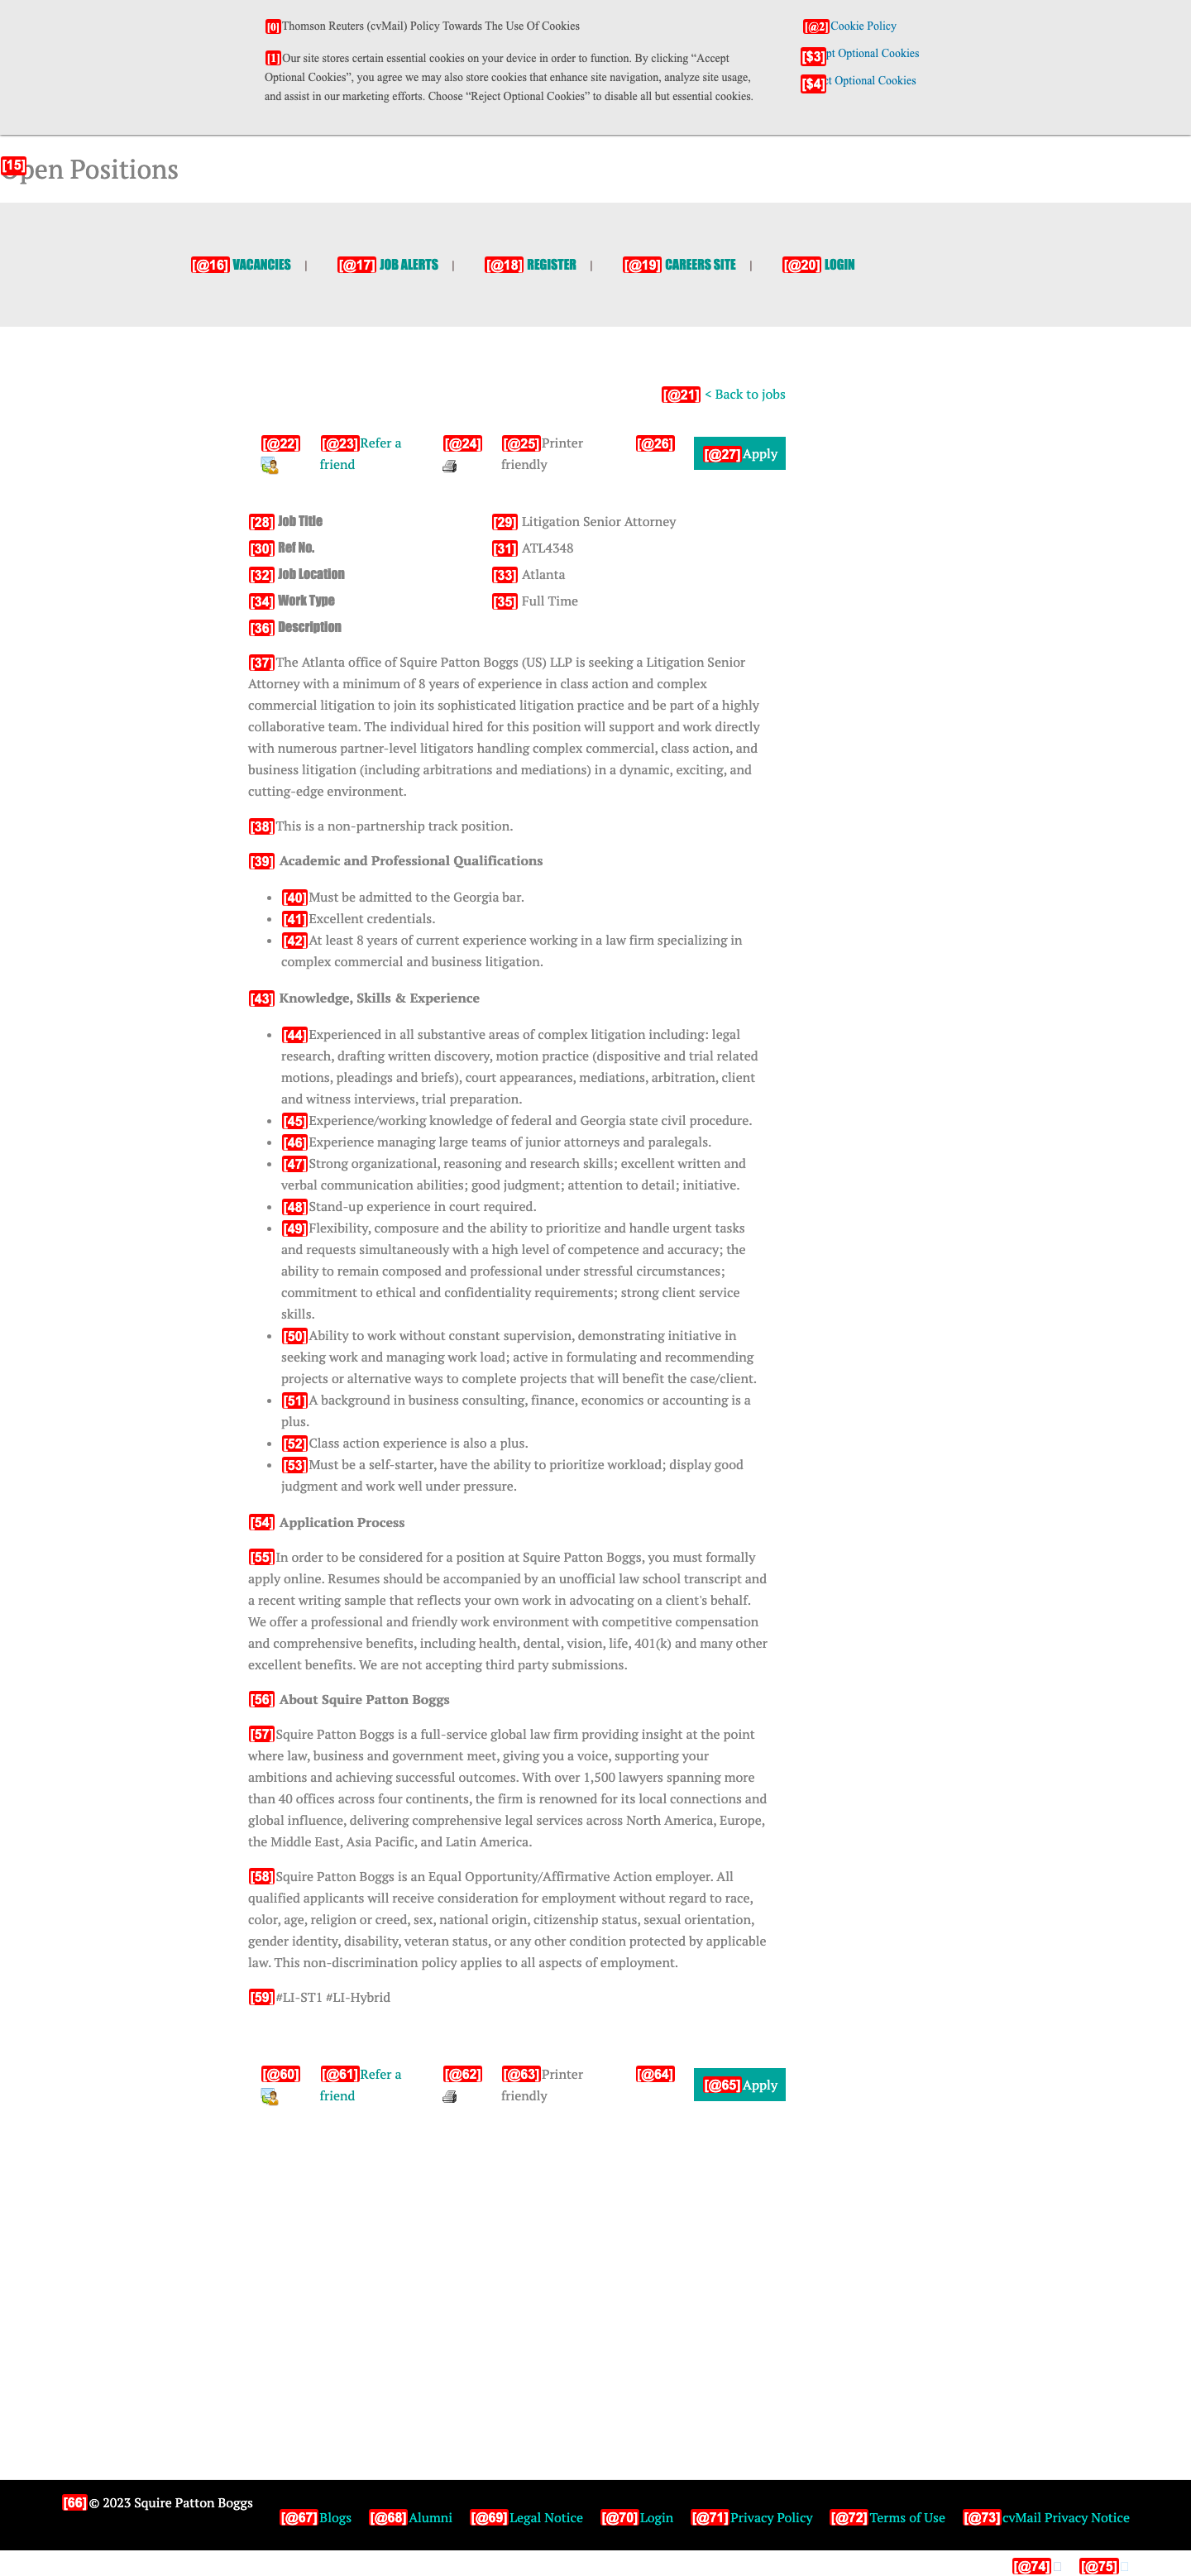 [0]Thomson Reuters (cvMail) Policy Towards The Use Of Cookies
[@2]Cookie Policy
[1]Our site stores certain essential cookies on your device in order to function. By clicking “Accept
Optional Cookies”, you agree we may also store cookies that enhance site navigation, analyze site usage,
and assist in our marketing efforts. Choose “Reject Optional Cookies” to disable all but essential cookies.
[$3]pt Optional Cookies
[$4]ct Optional Cookies
[15]pen Positions
[@16] VACANCIES |
[@17] JOB ALERTS |
[@18] REGISTER |
[@19] CAREERS SITE |
[@20] LOGIN
[@21] < Back to jobs
[@22]
[@23]Refer a
friend
[@24]
[@25]Printer
friendly
[@26]
[@27]Apply
[28] Job Title
[29] Litigation Senior Attorney
[30] Ref No.
[31] ATL4348
[32] Job Location
[33] Atlanta
[34] Work Type
[35] Full Time
[36] Description
[37]The Atlanta office of Squire Patton Boggs (US) LLP is seeking a Litigation Senior
Attorney with a minimum of 8 years of experience in class action and complex
commercial litigation to join its sophisticated litigation practice and be part of a highly
collaborative team. The individual hired for this position will support and work directly
with numerous partner-level litigators handling complex commercial, class action, and
business litigation (including arbitrations and mediations) in a dynamic, exciting, and
cutting-edge environment.
[38]This is a non-partnership track position.
[39] Academic and Professional Qualifications
• [40]Must be admitted to the Georgia bar.
• [41]Excellent credentials.
• [42]At least 8 years of current experience working in a law firm specializing in
complex commercial and business litigation.
[43] Knowledge, Skills & Experience
• [44]Experienced in all substantive areas of complex litigation including: legal
research, drafting written discovery, motion practice (dispositive and trial related
motions, pleadings and briefs), court appearances, mediations, arbitration, client
and witness interviews, trial preparation.
• [45]Experience/working knowledge of federal and Georgia state civil procedure.
• [46]Experience managing large teams of junior attorneys and paralegals.
• [47]Strong organizational, reasoning and research skills; excellent written and
verbal communication abilities; good judgment; attention to detail; initiative.
• [48]Stand-up experience in court required.
• [49]Flexibility, composure and the ability to prioritize and handle urgent tasks
and requests simultaneously with a high level of competence and accuracy; the
ability to remain composed and professional under stressful circumstances;
commitment to ethical and confidentiality requirements; strong client service
skills.
• [50]Ability to work without constant supervision, demonstrating initiative in
seeking work and managing work load; active in formulating and recommending
projects or alternative ways to complete projects that will benefit the case/client.
• [51]A background in business consulting, finance, economics or accounting is a
plus.
• [52]Class action experience is also a plus.
• [53]Must be a self-starter, have the ability to prioritize workload; display good
judgment and work well under pressure.
[54] Application Process
[55]In order to be considered for a position at Squire Patton Boggs, you must formally
apply online. Resumes should be accompanied by an unofficial law school transcript and
a recent writing sample that reflects your own work in advocating on a client's behalf.
We offer a professional and friendly work environment with competitive compensation
and comprehensive benefits, including health, dental, vision, life, 401(k) and many other
excellent benefits. We are not accepting third party submissions.
[56] About Squire Patton Boggs
[57]Squire Patton Boggs is a full-service global law firm providing insight at the point
where law, business and government meet, giving you a voice, supporting your
ambitions and achieving successful outcomes. With over 1,500 lawyers spanning more
than 40 offices across four continents, the firm is renowned for its local connections and
global influence, delivering comprehensive legal services across North America, Europe,
the Middle East, Asia Pacific, and Latin America.
[58]Squire Patton Boggs is an Equal Opportunity/Affirmative Action employer. All
qualified applicants will receive consideration for employment without regard to race,
color, age, religion or creed, sex, national origin, citizenship status, sexual orientation,
gender identity, disability, veteran status, or any other condition protected by applicable
law. This non-discrimination policy applies to all aspects of employment.
[59]#LI-ST1 #LI-Hybrid
[@60]
[@61]Refer a
friend
[@62]
[@63]Printer
friendly
[@64]
[@65]Apply
[66]© 2023 Squire Patton Boggs
[@67]Blogs
[@68]Alumni
[@69]Legal Notice
[@70]Login
[@71]Privacy Policy
[@72]Terms of Use
[@73]cvMail Privacy Notice
[@74]
[@75]